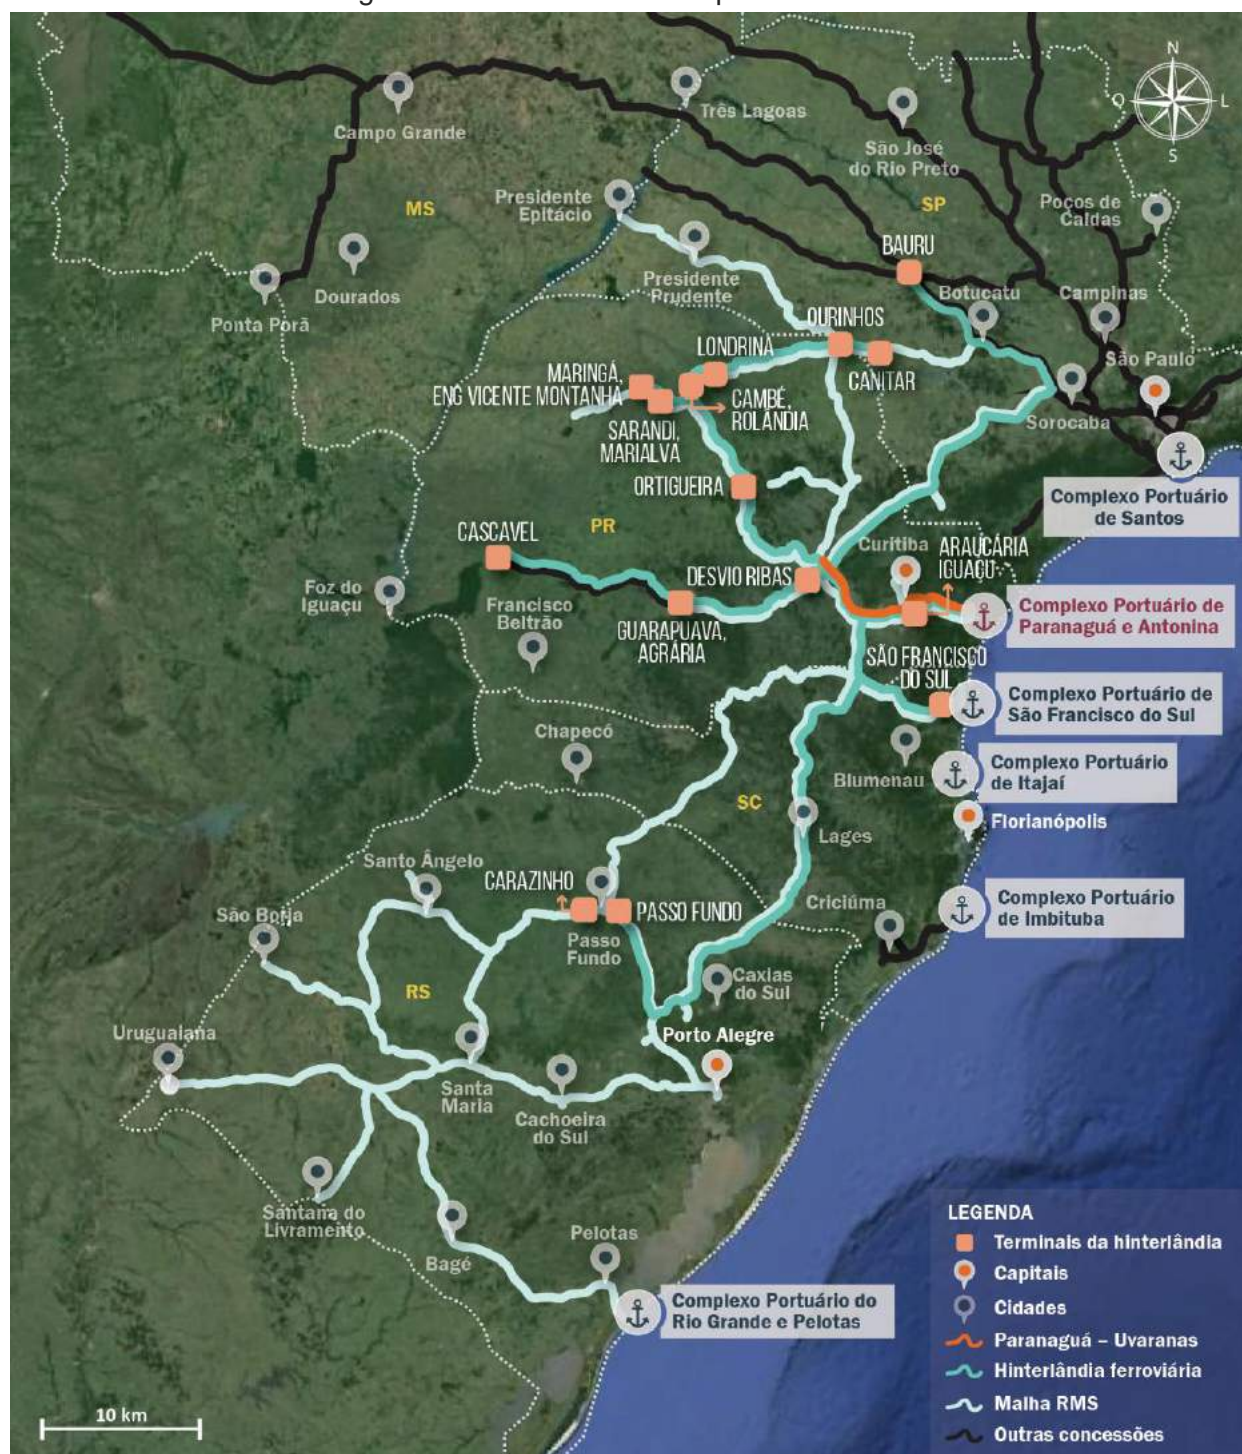 N
O
L
S
Campo Grande
Três Lagoas
São José
do Rio Preto
Presidente
Epitácio
MS
SP
Poços de
Caldas
BAURU
Dourados
Presidente
Prudente
Botucatu
Campinas
Ponta Porã
OURINHOS
LONDRINA
São Paulo
MARINGÁ,
ENG VICENTE MONTANHA
CANITAR
CAMBÉ,
ROLÂNDIA
SARANDI,
MARIALVA
Sorocaba
ORTIGUEIRA
Complexo Portuário
de Santos
PR
CASCAVEL
Curitiba
ARAUCÁRIA
IGUAÇU
DESVIO RIBAS
Foz do
Iguaçu
Francisco
Beltrão
Complexo Portuário de
Paranaguá e Antonina
GUARAPUAVA,
AGRÁRIA
SÃO FRANCISCO
DO SUL
Complexo Portuário de
São Francisco do Sul
Chapecó
Blumenau
Complexo Portuário
de Itajaí
SC
Lages
Florianópolis
Santo Ângelo
CARAZINHO
PASSO FUNDO
Criciúma
Complexo Portuário
de Imbituba
São Borja
Passo
Fundo
Caxias
do Sul
RS
Uruguaiana
Porto Alegre
Santa
Maria
Cachoeira
do Sul
Santana do
Livramento
Bagé
Pelotas
Complexo Portuário do
Rio Grande e Pelotas
LEGENDA
Terminais da hinterlândia
Capitais
Cidades
Paranaguá – Uvaranas
Hinterlândia ferroviária
Malha RMS
Outras concessões
10 km